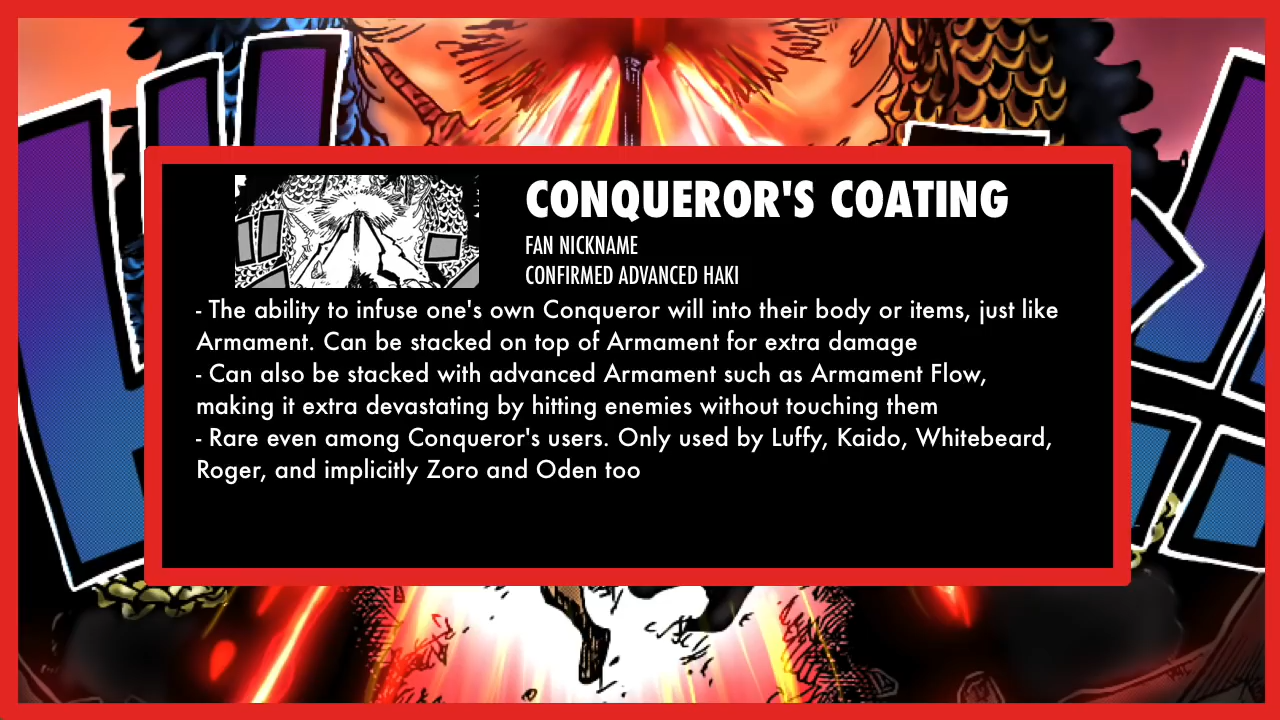 CONQUEROR'S COATING
FAN NICKNAME
CONFIRMED ADVANCED HAKI
- The ability to infuse one's own Conqueror will into their body or items, just like
Armament. Can be stacked on top of Armament for extra damage
- Can also be stacked with advanced Armament such as Armament Flow,
making it extra devastating by hitting enemies without touching them
- Rare even among Conqueror's users. Only used by Luffy, Kaido, Whitebeard,
Roger, and implicitly Zoro and Oden too